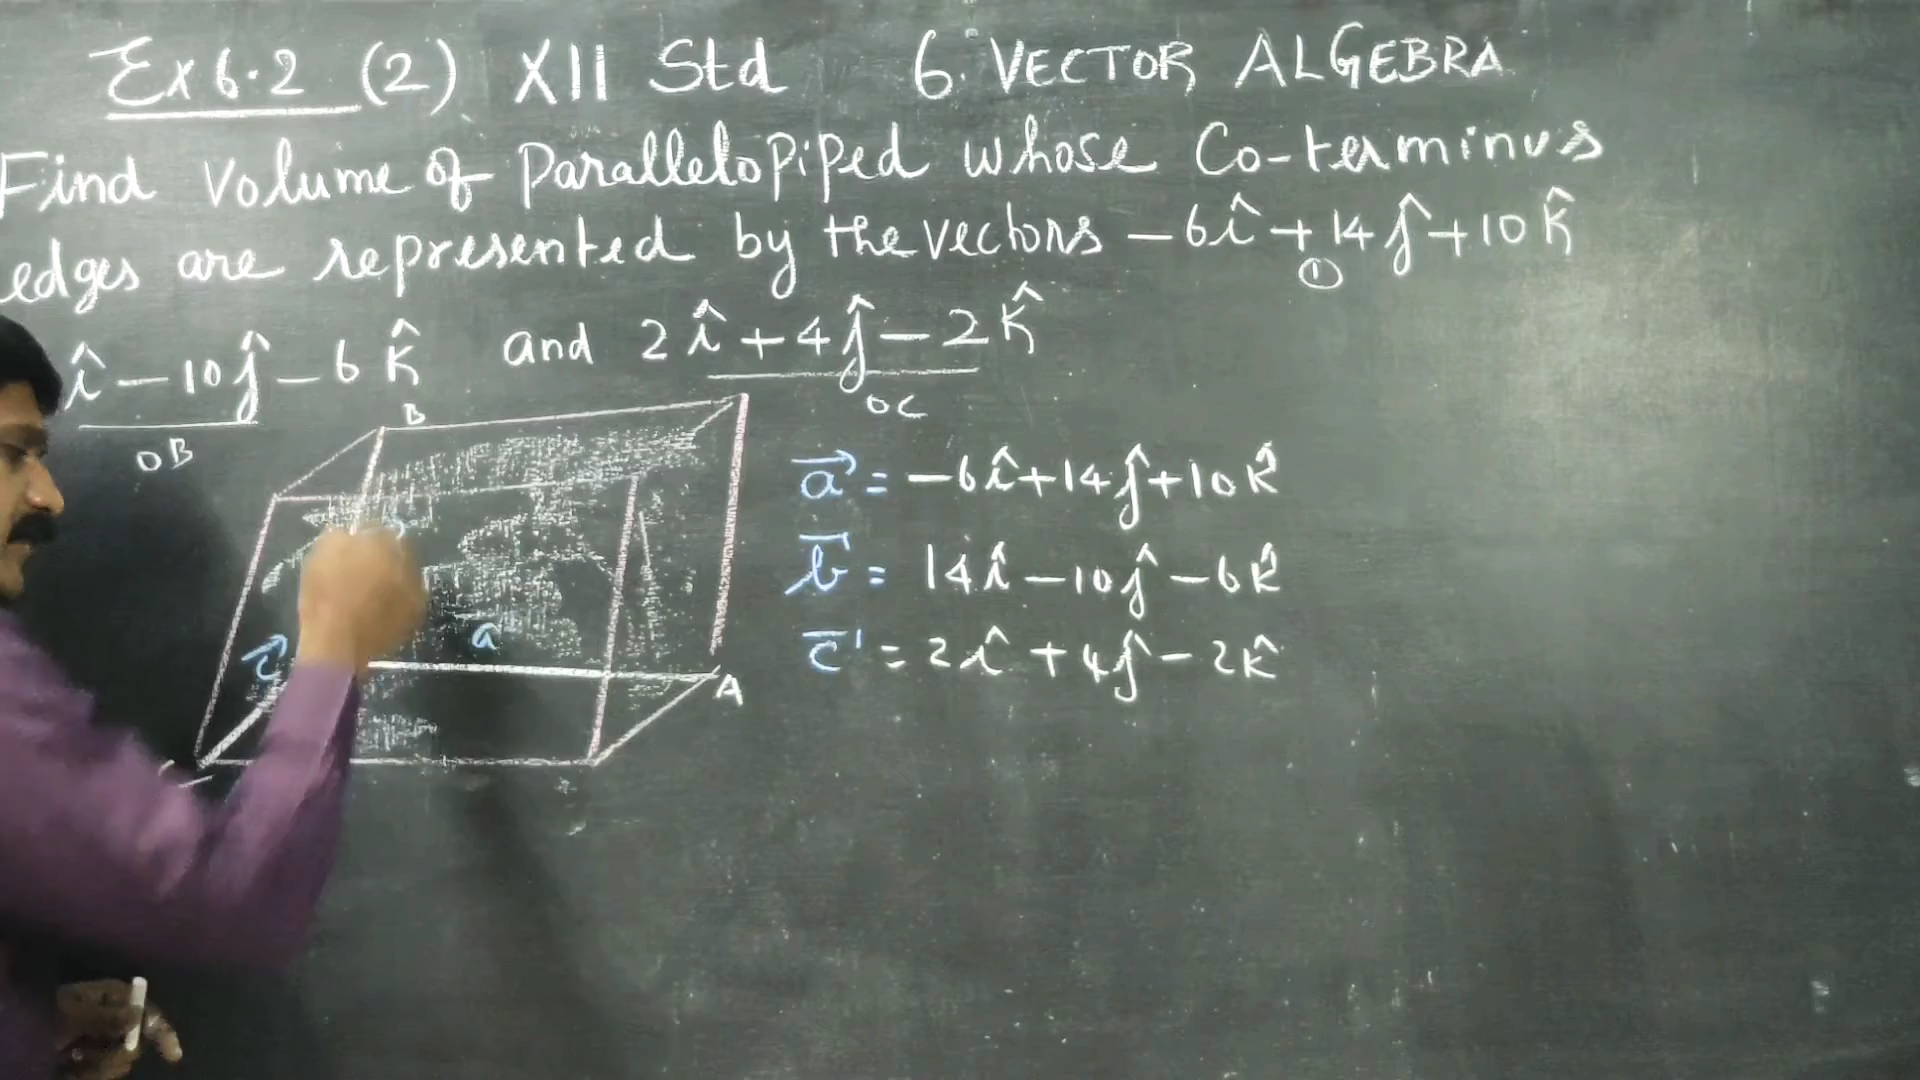 Ex 6.2 (2) XII Std 6. VECTOR ALGEBRA
Find Volume of Parallelopiped whose Co-terminus
edges are represented by the vectors −6î + 14ĵ + 10k̂
①
î − 10ĵ − 6k̂ and 2î + 4ĵ − 2k̂
OB
OC
B
a⃗ = −6î + 14ĵ + 10k̂
b⃗ = 14î − 10ĵ − 6k̂
c⃗ = 2î + 4ĵ − 2k̂
a
c⃗
A